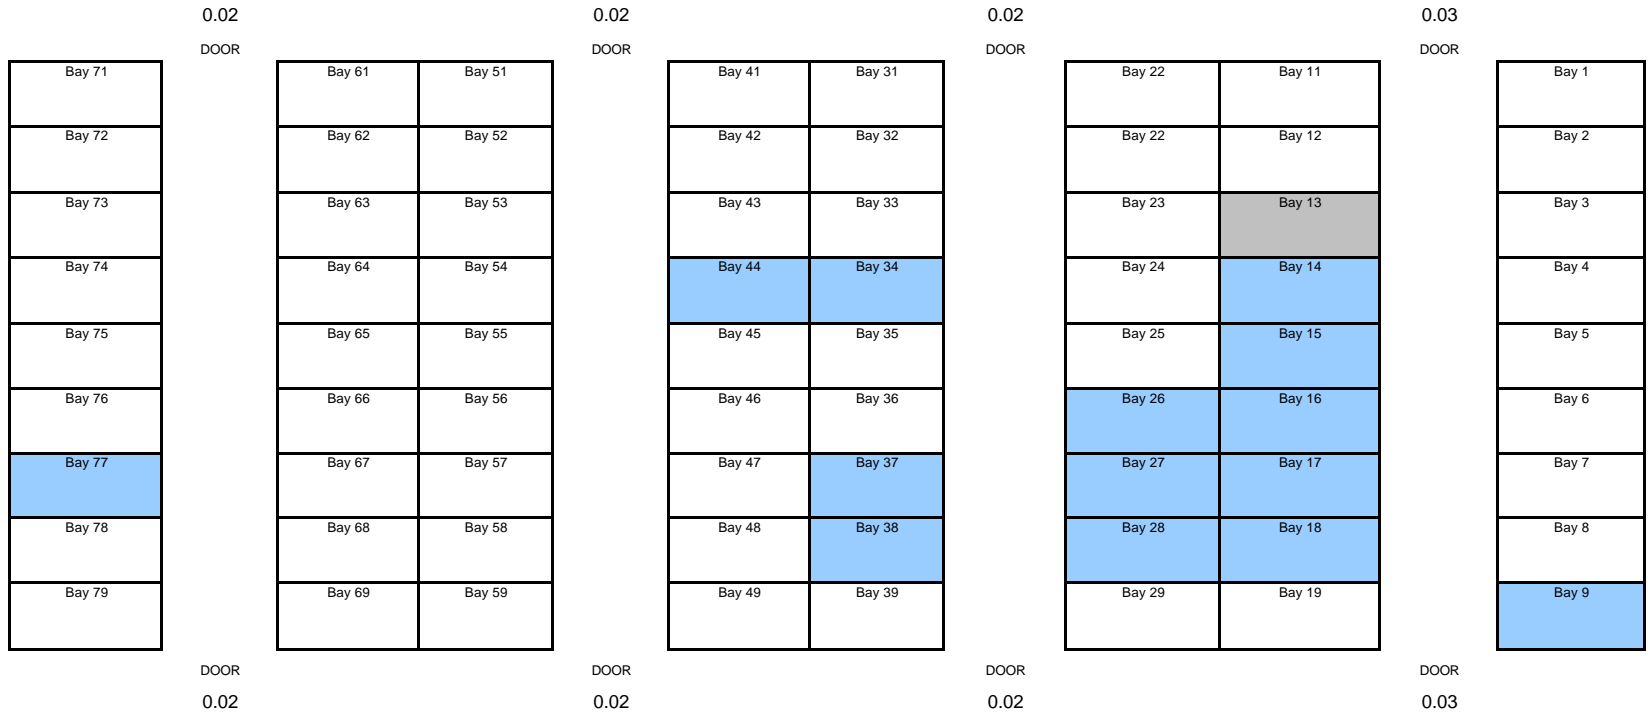 0.02 0.02 0.02 0.03
DOOR DOOR DOOR DOOR
Bay 71 Bay 61 Bay 51 Bay 41 Bay 31 Bay 22 Bay 11 Bay 1
Bay 72 Bay 62 Bay 52 Bay 42 Bay 32 Bay 22 Bay 12 Bay 2
Bay 73 Bay 63 Bay 53 Bay 43 Bay 33 Bay 23 Bay 13 Bay 3
Bay 74 Bay 64 Bay 54 Bay 44 Bay 34 Bay 24 Bay 14 Bay 4
Bay 75 Bay 65 Bay 55 Bay 45 Bay 35 Bay 25 Bay 15 Bay 5
Bay 76 Bay 66 Bay 56 Bay 46 Bay 36 Bay 26 Bay 16 Bay 6
Bay 77 Bay 67 Bay 57 Bay 47 Bay 37 Bay 27 Bay 17 Bay 7
Bay 78 Bay 68 Bay 58 Bay 48 Bay 38 Bay 28 Bay 18 Bay 8
Bay 79 Bay 69 Bay 59 Bay 49 Bay 39 Bay 29 Bay 19 Bay 9
DOOR DOOR DOOR DOOR
0.02 0.02 0.02 0.03